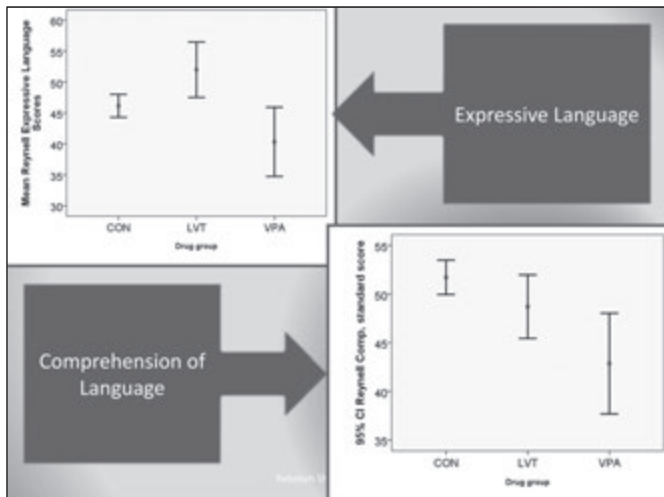 Mean Reynell Expressive Language
Scores
60
55
50
45
40
35
30
CON
LVT
VPA
Drug group
Expressive Language
Comprehension of
Language
95% CI Reynell Comp, standard score
55
50
45
40
35
CON
LVT
VPA
Drug group